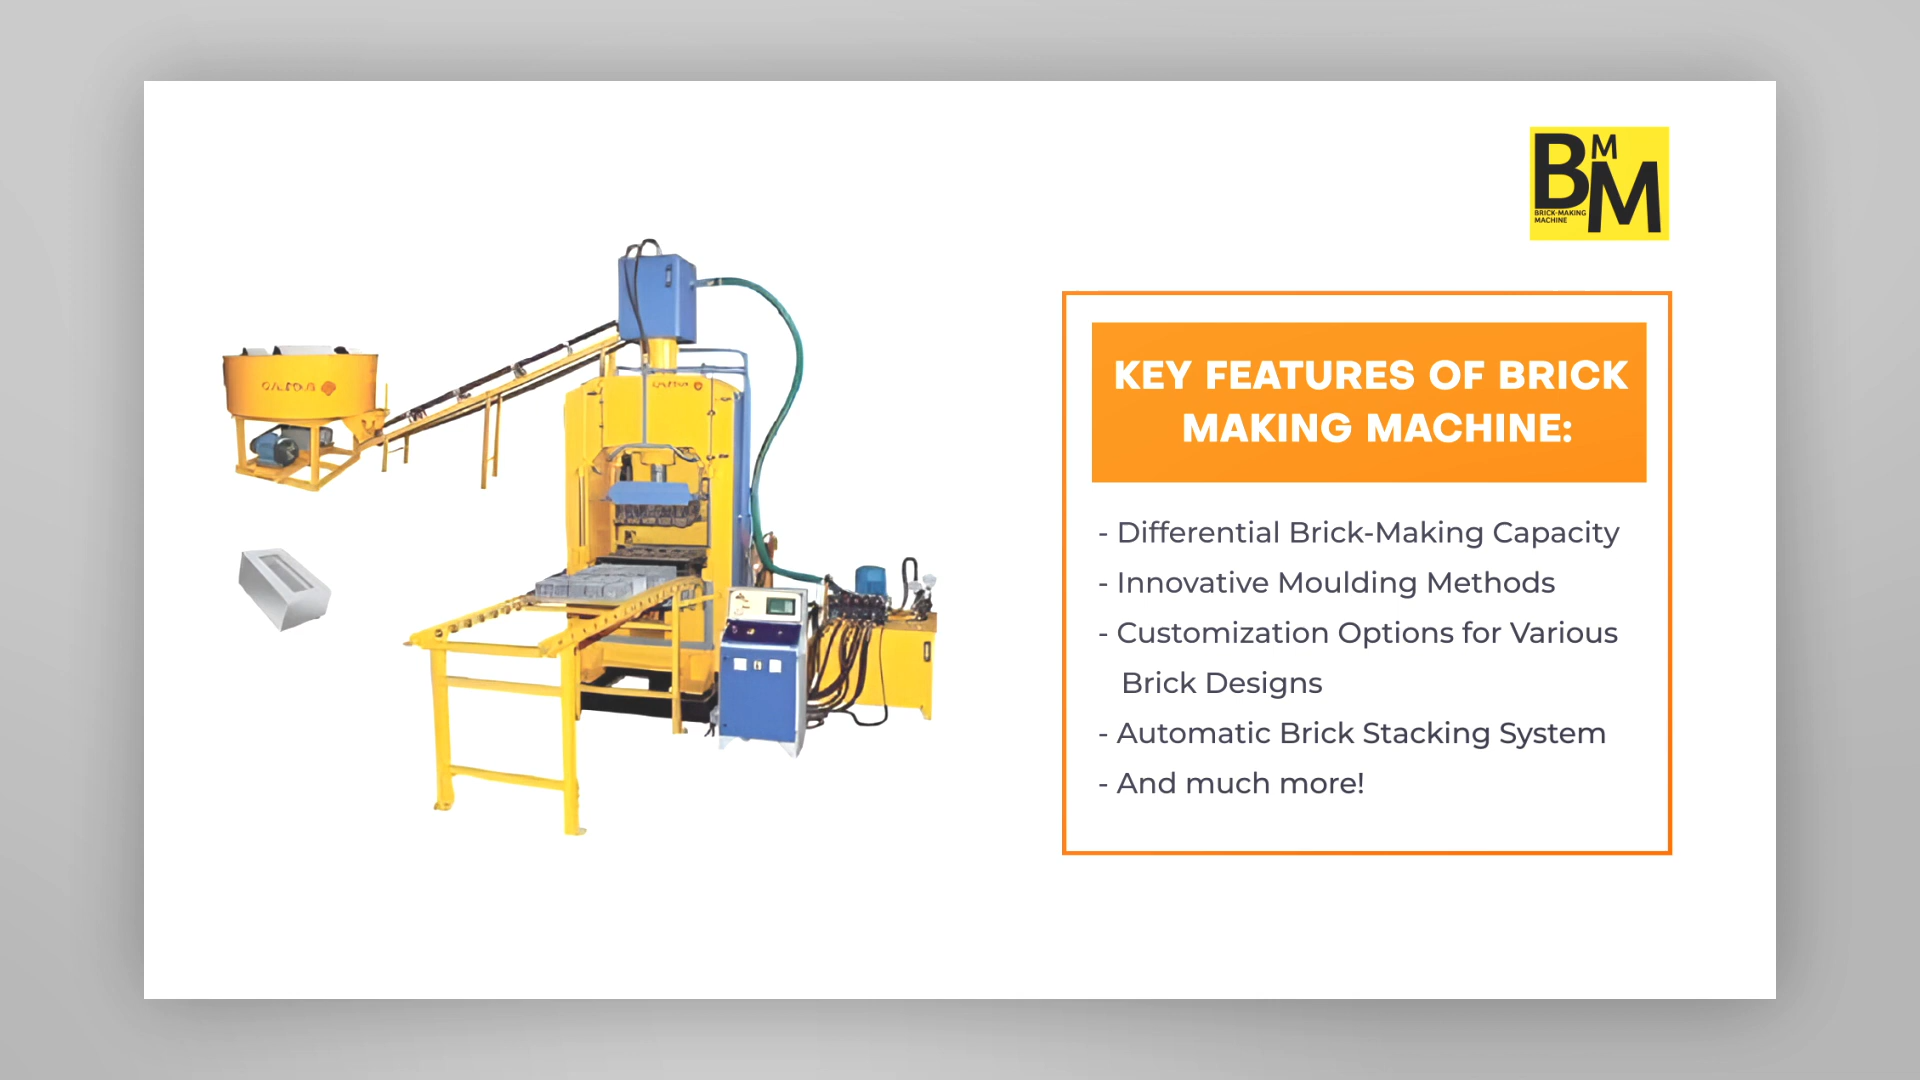 B
M
M
BRICK-MAKING
MACHINE
KEY FEATURES OF BRICK
MAKING MACHINE:
- Differential Brick-Making Capacity
- Innovative Moulding Methods
- Customization Options for Various
Brick Designs
- Automatic Brick Stacking System
- And much more!